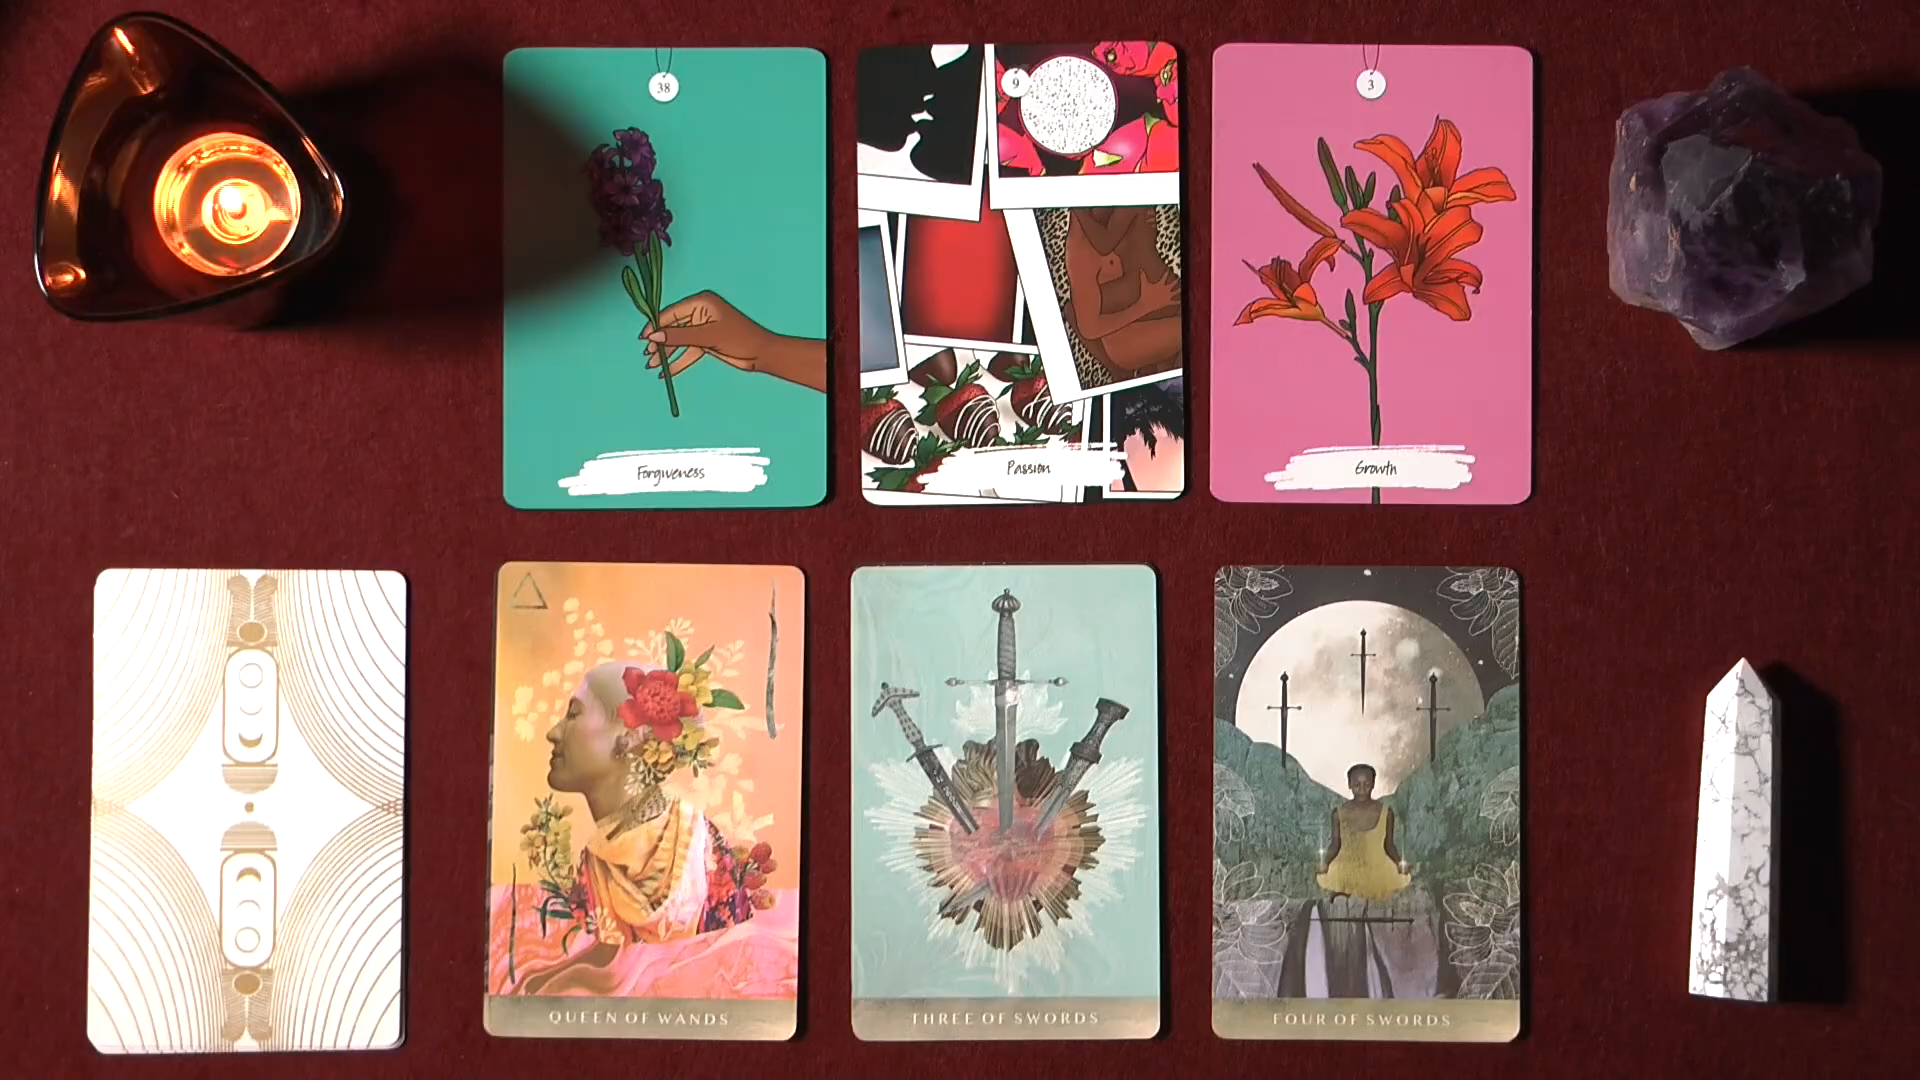 38
Forgiveness
9
Passion
3
Growth
QUEEN OF WANDS
THREE OF SWORDS
FOUR OF SWORDS